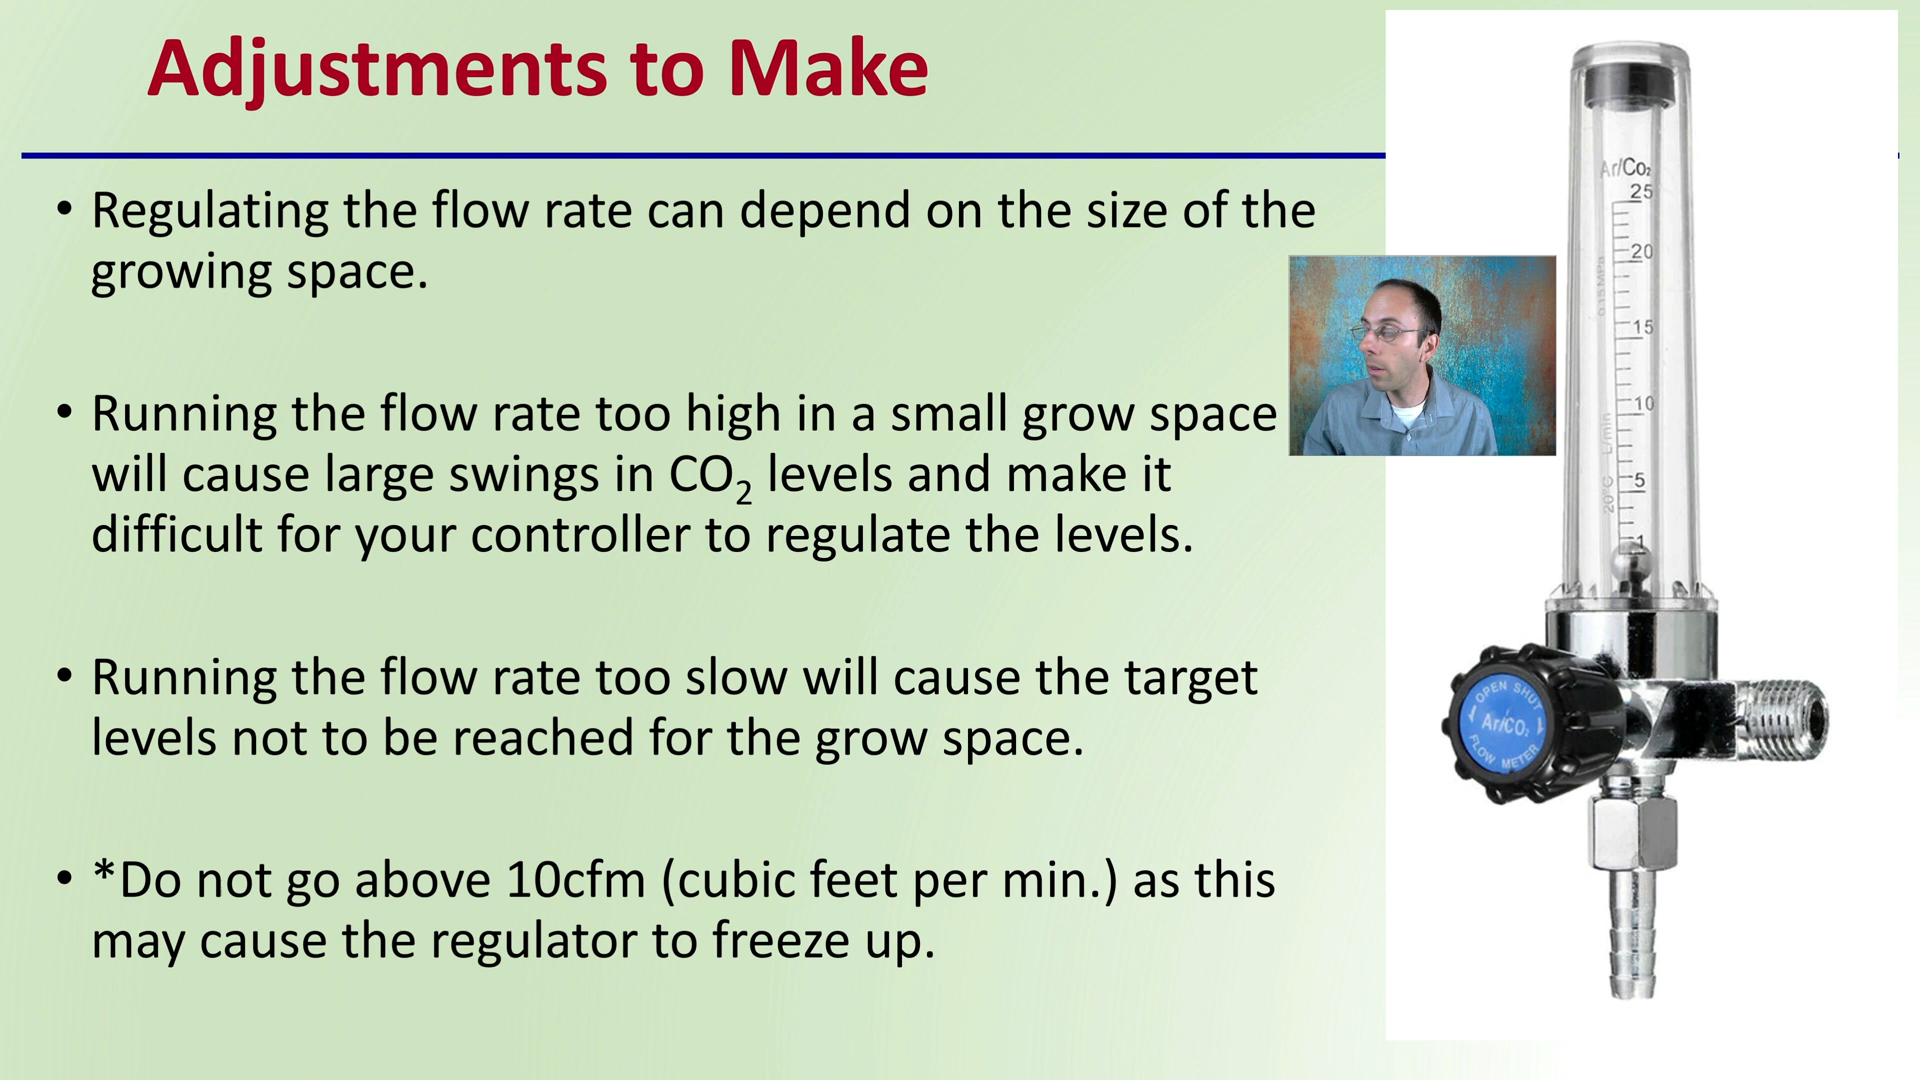 Adjustments to Make
• Regulating the flow rate can depend on the size of the
growing space.
• Running the flow rate too high in a small grow space
will cause large swings in CO₂ levels and make it
difficult for your controller to regulate the levels.
• Running the flow rate too slow will cause the target
levels not to be reached for the grow space.
• *Do not go above 10cfm (cubic feet per min.) as this
may cause the regulator to freeze up.
Ar/Co₂
25
20
0.15MPa
15
10
L/min
5
20°C
1
OPEN SHUT
Ar/CO₂
FLOW METER